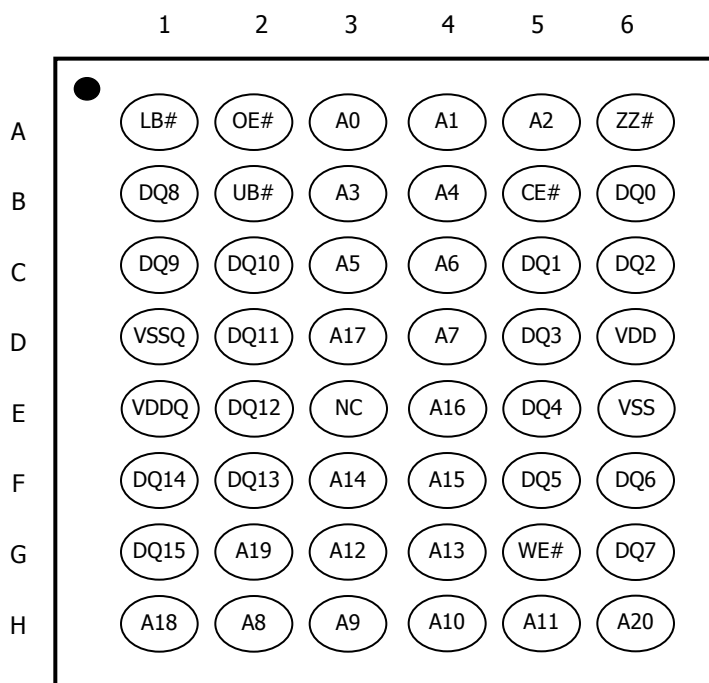 1 2 3 4 5 6
A LB# OE# A0 A1 A2 ZZ#
B DQ8 UB# A3 A4 CE# DQ0
C DQ9 DQ10 A5 A6 DQ1 DQ2
D VSSQ DQ11 A17 A7 DQ3 VDD
E VDDQ DQ12 NC A16 DQ4 VSS
F DQ14 DQ13 A14 A15 DQ5 DQ6
G DQ15 A19 A12 A13 WE# DQ7
H A18 A8 A9 A10 A11 A20